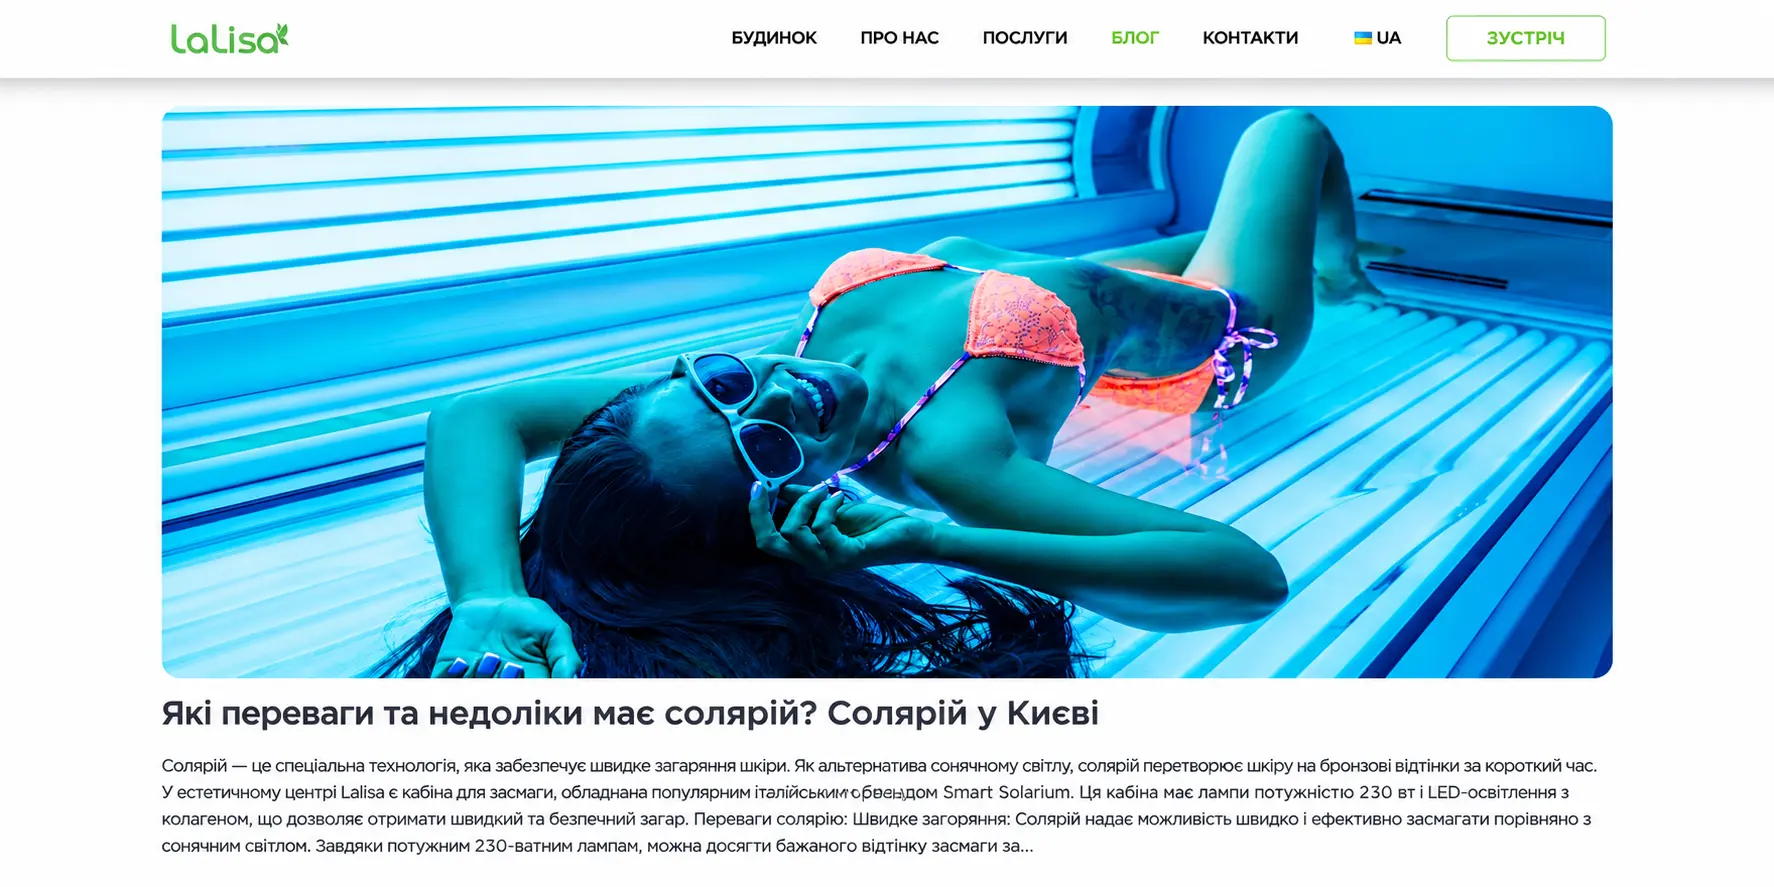 LaLisa
БУДИНОК ПРО НАС ПОСЛУГИ БЛОГ КОНТАКТИ UA ЗУСТРІЧ
Які переваги та недоліки має солярій? Солярій у Києві
Солярій — це спеціальна технологія, яка забезпечує швидке загаряння шкіри. Як альтернатива сонячному світлу, солярій перетворює шкіру на бронзові відтінки за короткий час.
У естетичному центрі Lalisa є кабіна для засмаги, обладнана популярним італійським Smart Solarium. Ця кабіна має лампи потужністю 230 вт і LED-освітлення з
колагеном, що дозволяє отримати швидкий та безпечний загар. Переваги солярію: Швидке загоряння: Солярій надає можливість швидко і ефективно засмагати порівняно з
сонячним світлом. Завдяки потужним 230-ватним лампам, можна досягти бажаного відтінку засмаги за...